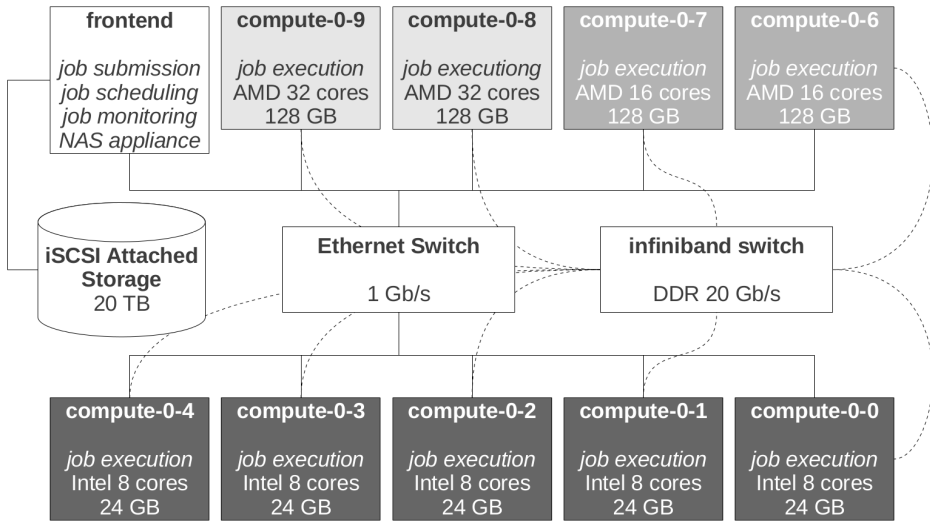 frontend
job submission
job scheduling
job monitoring
NAS appliance
compute-0-9
job execution
AMD 32 cores
128 GB
compute-0-8
job executiong
AMD 32 cores
128 GB
compute-0-7
job execution
AMD 16 cores
128 GB
compute-0-6
job execution
AMD 16 cores
128 GB
iSCSI Attached
Storage
20 TB
Ethernet Switch
1 Gb/s
infiniband switch
DDR 20 Gb/s
compute-0-4
job execution
Intel 8 cores
24 GB
compute-0-3
job execution
Intel 8 cores
24 GB
compute-0-2
job execution
Intel 8 cores
24 GB
compute-0-1
job execution
Intel 8 cores
24 GB
compute-0-0
job execution
Intel 8 cores
24 GB